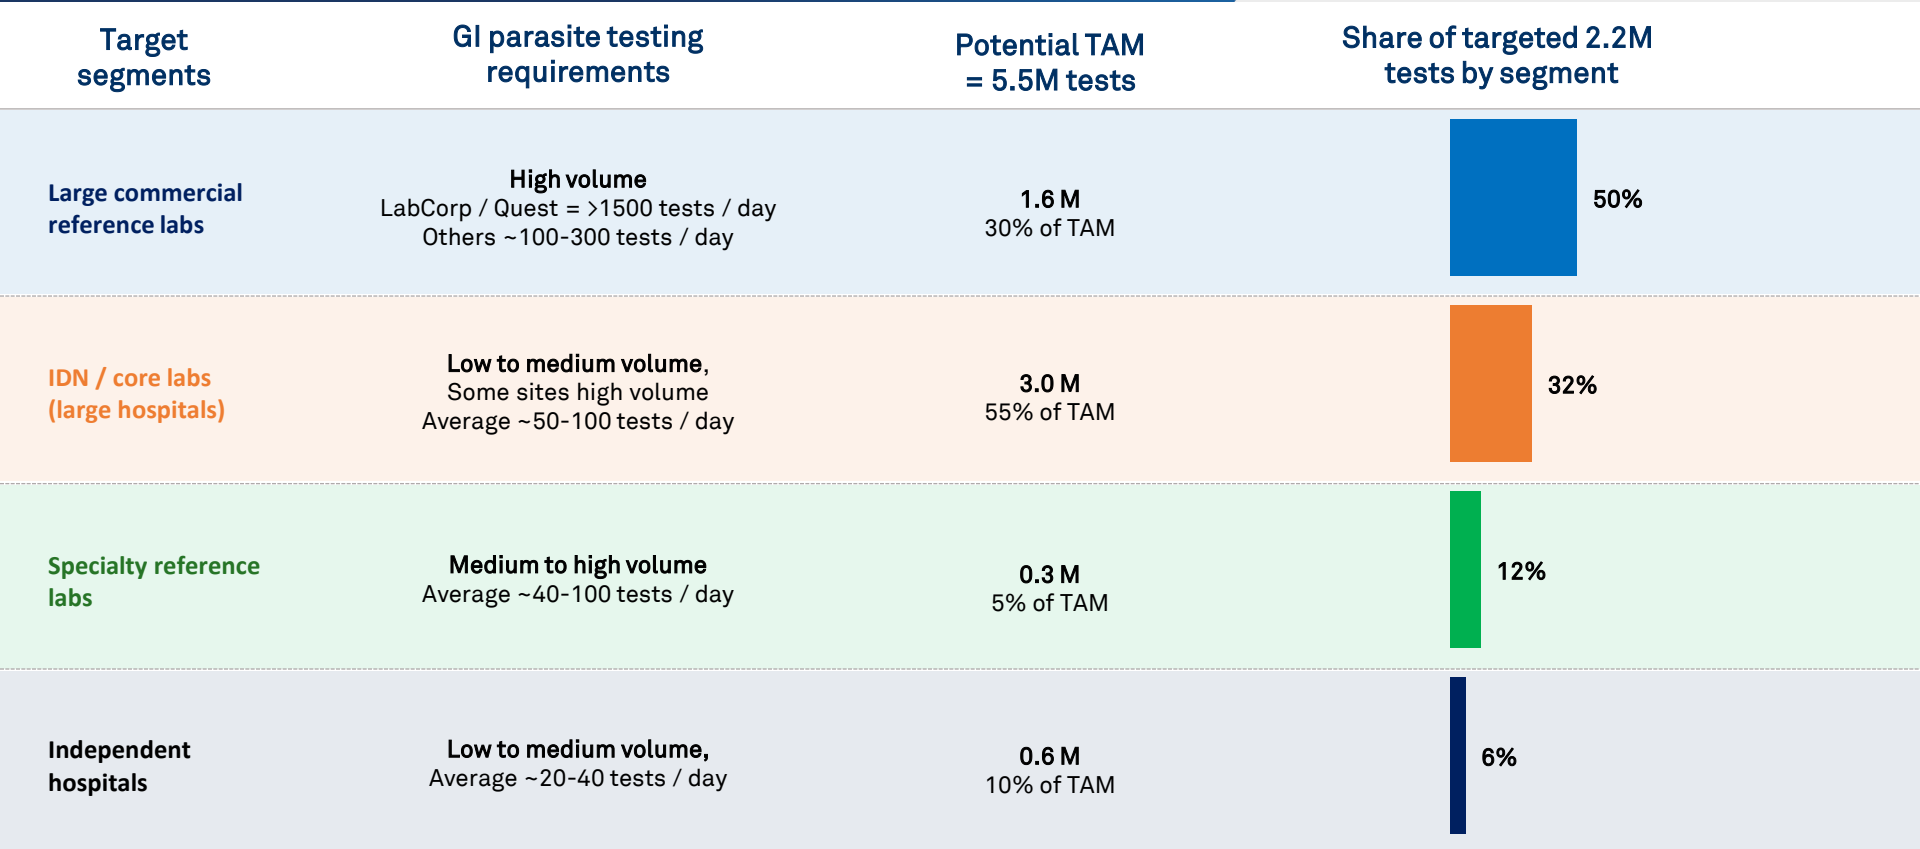 Target
segments
GI parasite testing
requirements
Potential TAM
= 5.5M tests
Share of targeted 2.2M
tests by segment
Large commercial
reference labs
High volume
LabCorp / Quest = >1500 tests / day
Others ~100-300 tests / day
1.6 M
30% of TAM
50%
IDN / core labs
(large hospitals)
Low to medium volume,
Some sites high volume
Average ~50-100 tests / day
3.0 M
55% of TAM
32%
Specialty reference
labs
Medium to high volume
Average ~40-100 tests / day
0.3 M
5% of TAM
12%
Independent
hospitals
Low to medium volume,
Average ~20-40 tests / day
0.6 M
10% of TAM
6%